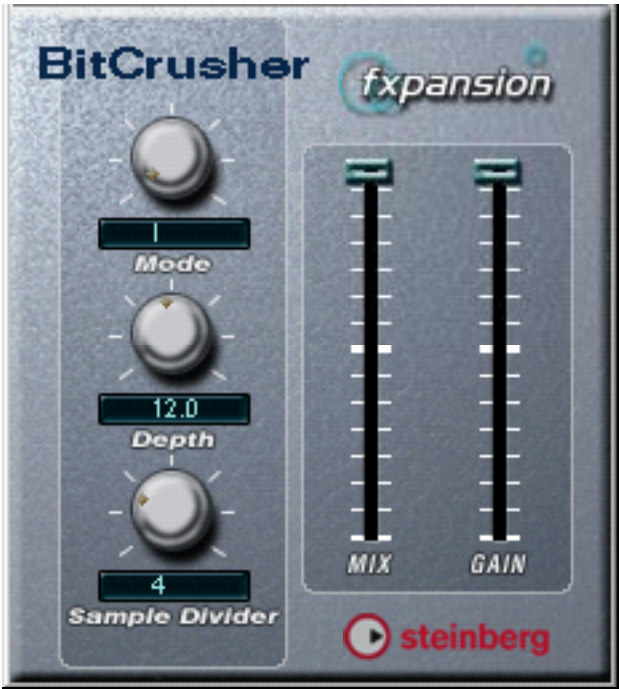 BitCrusher
fxpansion
I
Mode
12.0
Depth
4
Sample Divider
MIX
GAIN
steinberg